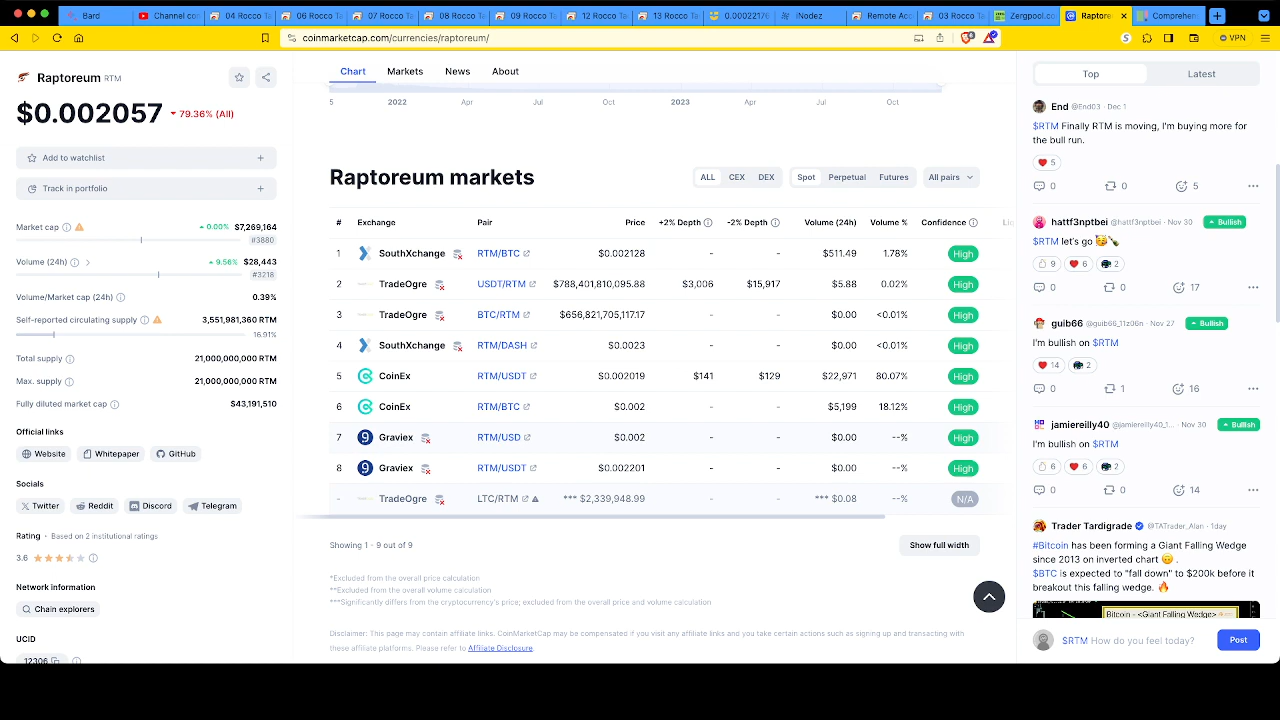 Bard
Channel co
04 Rocco Ta
06 Rocco Ta
07 Rocco Ta
08 Rocco Ta
09 Rocco Ta
12 Rocco Ta
13 Rocco Ta
iNodez
Remote Acc
03 Rocco Ta
Zergpool.co
Raptore
Comprehen
coinmarketcap.com/currencies/raptoreum/
VPN
Raptoreum RTM
$0.002057 79.36% (All)
Add to watchlist
Track in portfolio
Market cap 0.00% $7,269,164
#3880
Volume (24h) 9.56% $28,443
#3218
Volume/Market cap (24h) 0.39%
Self-reported circulating supply 3,551,981,360 RTM
16.91%
Total supply 21,000,000,000 RTM
Max. supply 21,000,000,000 RTM
Fully diluted market cap $43,191,510
Official links
Website Whitepaper GitHub
Socials
Twitter Reddit Discord Telegram
Rating · Based on 2 institutional ratings
3.6
Network information
Chain explorers
UCID
12306
Chart Markets News About
5 2022 Apr Jul Oct 2023 Apr Jul Oct
Raptoreum markets
ALL CEX DEX Spot Perpetual Futures All pairs
# Exchange Pair Price +2% Depth -2% Depth Volume (24h) Volume % Confidence
1 SouthXchange RTM/BTC $0.002128 - - $511.49 1.78% High
2 TradeOgre USDT/RTM $788,401,810,095.88 $3,006 $15,917 $5.88 0.02% High
3 TradeOgre BTC/RTM $656,821,705,117.17 - - $0.00 <0.01% High
4 SouthXchange RTM/DASH $0.0023 - - $0.00 <0.01% High
5 CoinEx RTM/USDT $0.002019 $141 $129 $22,971 80.07% High
6 CoinEx RTM/BTC $0.002 - - $5,199 18.12% High
7 Graviex RTM/USD $0.002 - - $0.00 --% High
8 Graviex RTM/USDT $0.002201 - - $0.00 --% High
- TradeOgre LTC/RTM *** $2,339,948.99 - - *** $0.08 --% N/A
Showing 1 - 9 out of 9
Show full width
*Excluded from the overall price calculation
**Excluded from the overall volume calculation
***Significantly differs from the cryptocurrency's price; excluded from the overall price and volume calculation
Disclaimer: This page may contain affiliate links. CoinMarketCap may be compensated if you visit any affiliate links and you take certain actions such as signing up and transacting with
these affiliate platforms. Please refer to Affiliate Disclosure.
Top Latest
End @End03 · Dec 1
$RTM Finally RTM is moving, I'm buying more for
the bull run.
5
0 0 5
hattf3nptbei @hattf3nptbei · Nov 30 Bullish
$RTM let's go
9 6 2
0 0 17
guib66 @guib66_11z06n · Nov 27 Bullish
I'm bullish on $RTM
14 2
0 1 16
jamiereilly40 @jamiereilly40_1... · Nov 30 Bullish
I'm bullish on $RTM
6 6 2
0 0 14
Trader Tardigrade @TATrader_Alan · 1day
#Bitcoin has been forming a Giant Falling Wedge
since 2013 on inverted chart .
$BTC is expected to "fall down" to $200k before it
breakout this falling wedge.
Bitcoin - <Giant Falling Wedge>
$RTM How do you feel today? Post